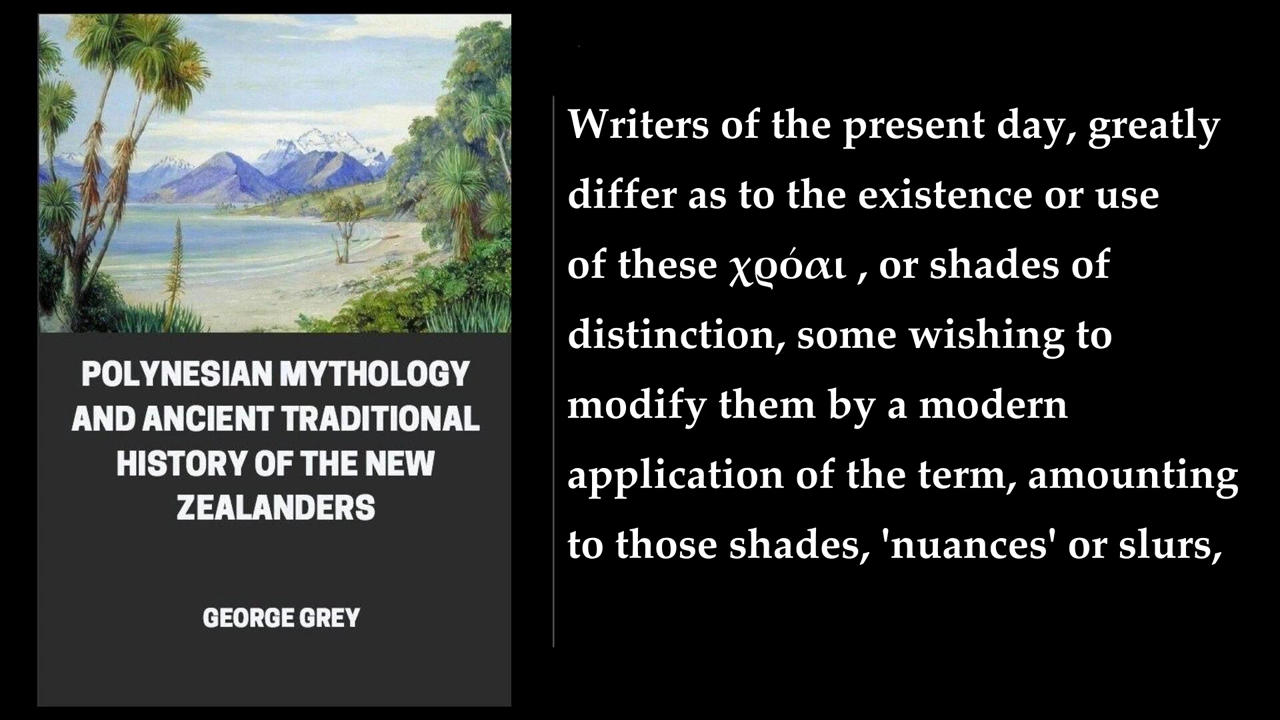 POLYNESIAN MYTHOLOGY
AND ANCIENT TRADITIONAL
HISTORY OF THE NEW
ZEALANDERS
GEORGE GREY
Writers of the present day, greatly
differ as to the existence or use
of these χρόαι , or shades of
distinction, some wishing to
modify them by a modern
application of the term, amounting
to those shades, 'nuances' or slurs,